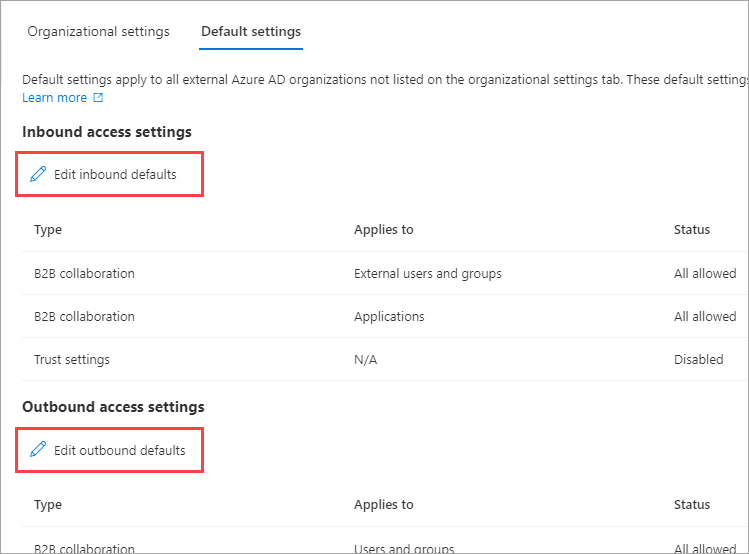 Organizational settings Default settings
Default settings apply to all external Azure AD organizations not listed on the organizational settings tab. These default settings
Learn more
Inbound access settings
Edit inbound defaults
Type Applies to Status
B2B collaboration External users and groups All allowed
B2B collaboration Applications All allowed
Trust settings N/A Disabled
Outbound access settings
Edit outbound defaults
Type Applies to Status
B2B collaboration Users and groups All allowed